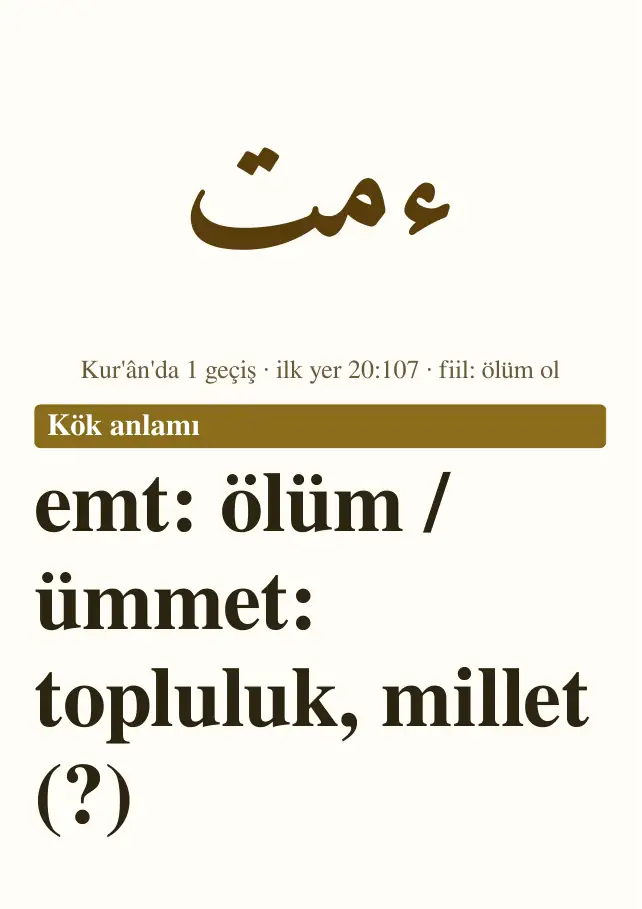 ءمت
Kur'ân'da 1 geçiş · ilk yer 20:107 · fiil: ölüm ol
Kök anlamı
emt: ölüm /
ümmet:
topluluk, millet
(?)